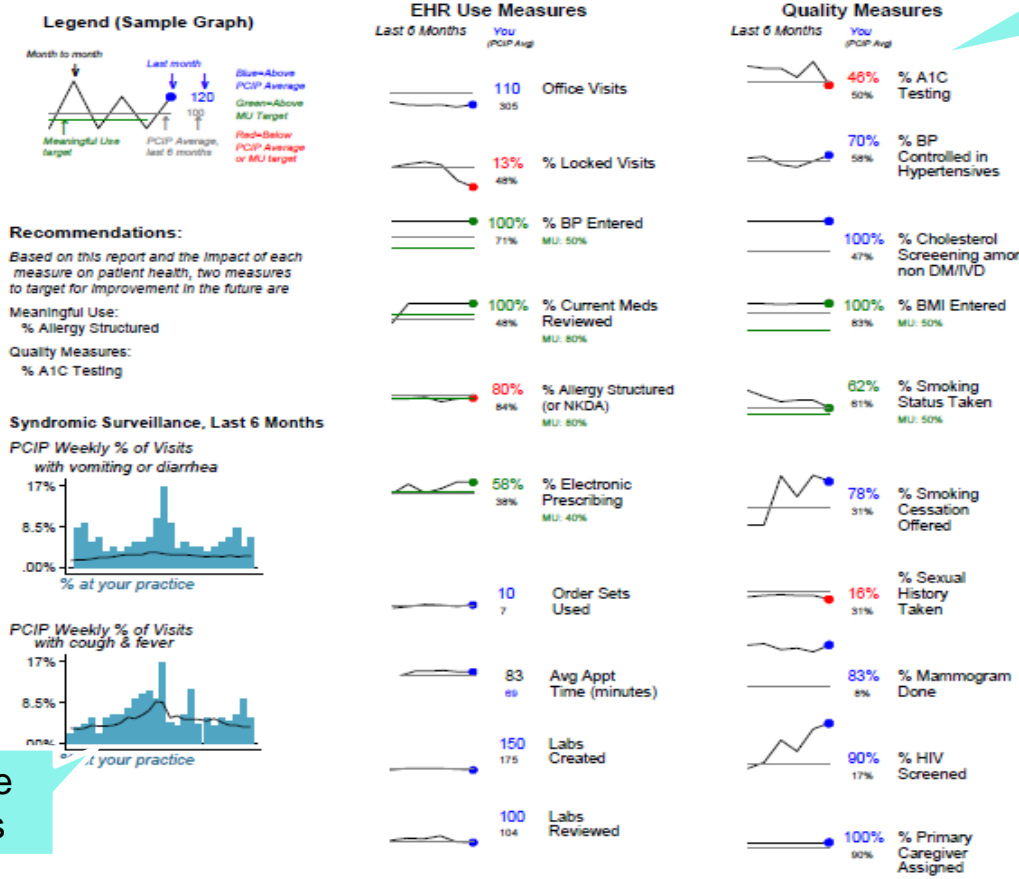 Legend (Sample Graph)
Month to month
Last month
120
100
Blue=Above
PCIP Average
Green=Above
MU Target
Red=Below
PCIP Average
or MU target
Meaningful Use
target
PCIP Average,
last 6 months
Recommendations:
Based on this report and the impact of each
measure on patient health, two measures
to target for improvement in the future are
Meaningful Use:
% Allergy Structured
Quality Measures:
% A1C Testing
Syndromic Surveillance, Last 6 Months
PCIP Weekly % of Visits
with vomiting or diarrhea
17%
8.5%
.00%
% at your practice
PCIP Weekly % of Visits
with cough & fever
17%
8.5%
your practice
EHR Use Measures
Last 6 Months
You
(PCIP Avg)
110 Office Visits
305
13% % Locked Visits
48%
100% % BP Entered
71% MU: 50%
100% % Current Meds
48% Reviewed
MU: 80%
80% % Allergy Structured
84% (or NKDA)
MU: 80%
58% % Electronic
38% Prescribing
MU: 40%
10 Order Sets
7 Used
83 Avg Appt
69 Time (minutes)
150 Labs
175 Created
100 Labs
104 Reviewed
Quality Measures
Last 6 Months
You
(PCIP Avg)
46% % A1C
50% Testing
70% % BP
58% Controlled in
Hypertensives
100% % Cholesterol
47% Screeening amor
non DM/IVD
100% % BMI Entered
83% MU: 50%
62% % Smoking
61% Status Taken
MU: 50%
78% % Smoking
31% Cessation
Offered
% Sexual
16% History
31% Taken
83% % Mammogram
8% Done
90% % HIV
17% Screened
100% % Primary
90% Caregiver
Assigned